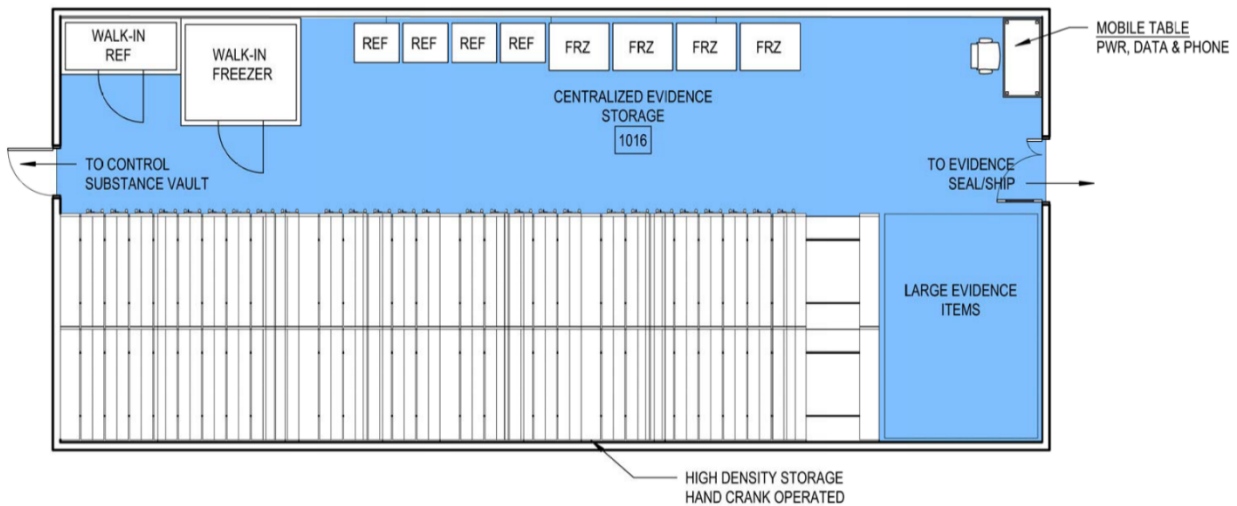 WALK-IN
REF
WALK-IN
FREEZER
REF
REF
REF
REF
FRZ
FRZ
FRZ
FRZ
MOBILE TABLE
PWR, DATA & PHONE
CENTRALIZED EVIDENCE
STORAGE
1016
TO CONTROL
SUBSTANCE VAULT
TO EVIDENCE
SEAL/SHIP
LARGE EVIDENCE
ITEMS
HIGH DENSITY STORAGE
HAND CRANK OPERATED